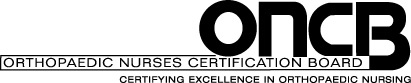 ONCB
ORTHOPAEDIC NURSES CERTIFICATION BOARD
CERTIFYING EXCELLENCE IN ORTHOPAEDIC NURSING